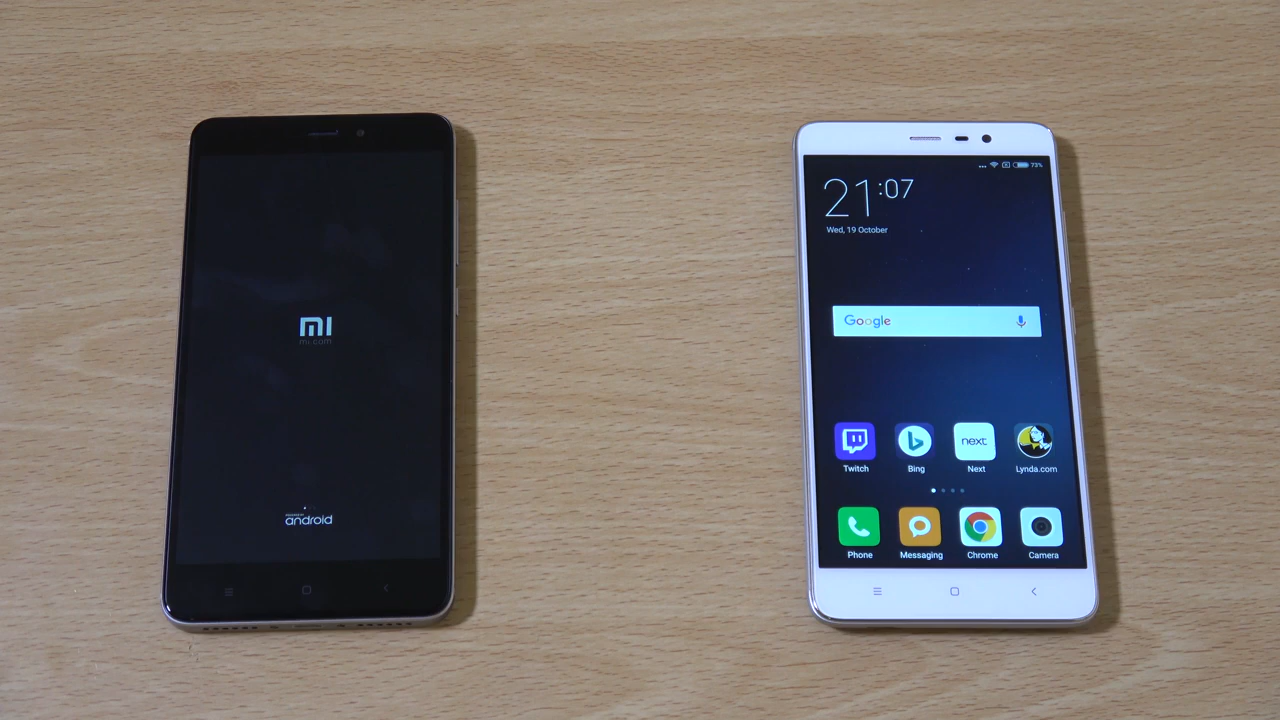 mi
mi.com
android
73%
21:07
Wed, 19 October
Google
next
Twitch
Bing
Next
Lynda.com
Phone
Messaging
Chrome
Camera